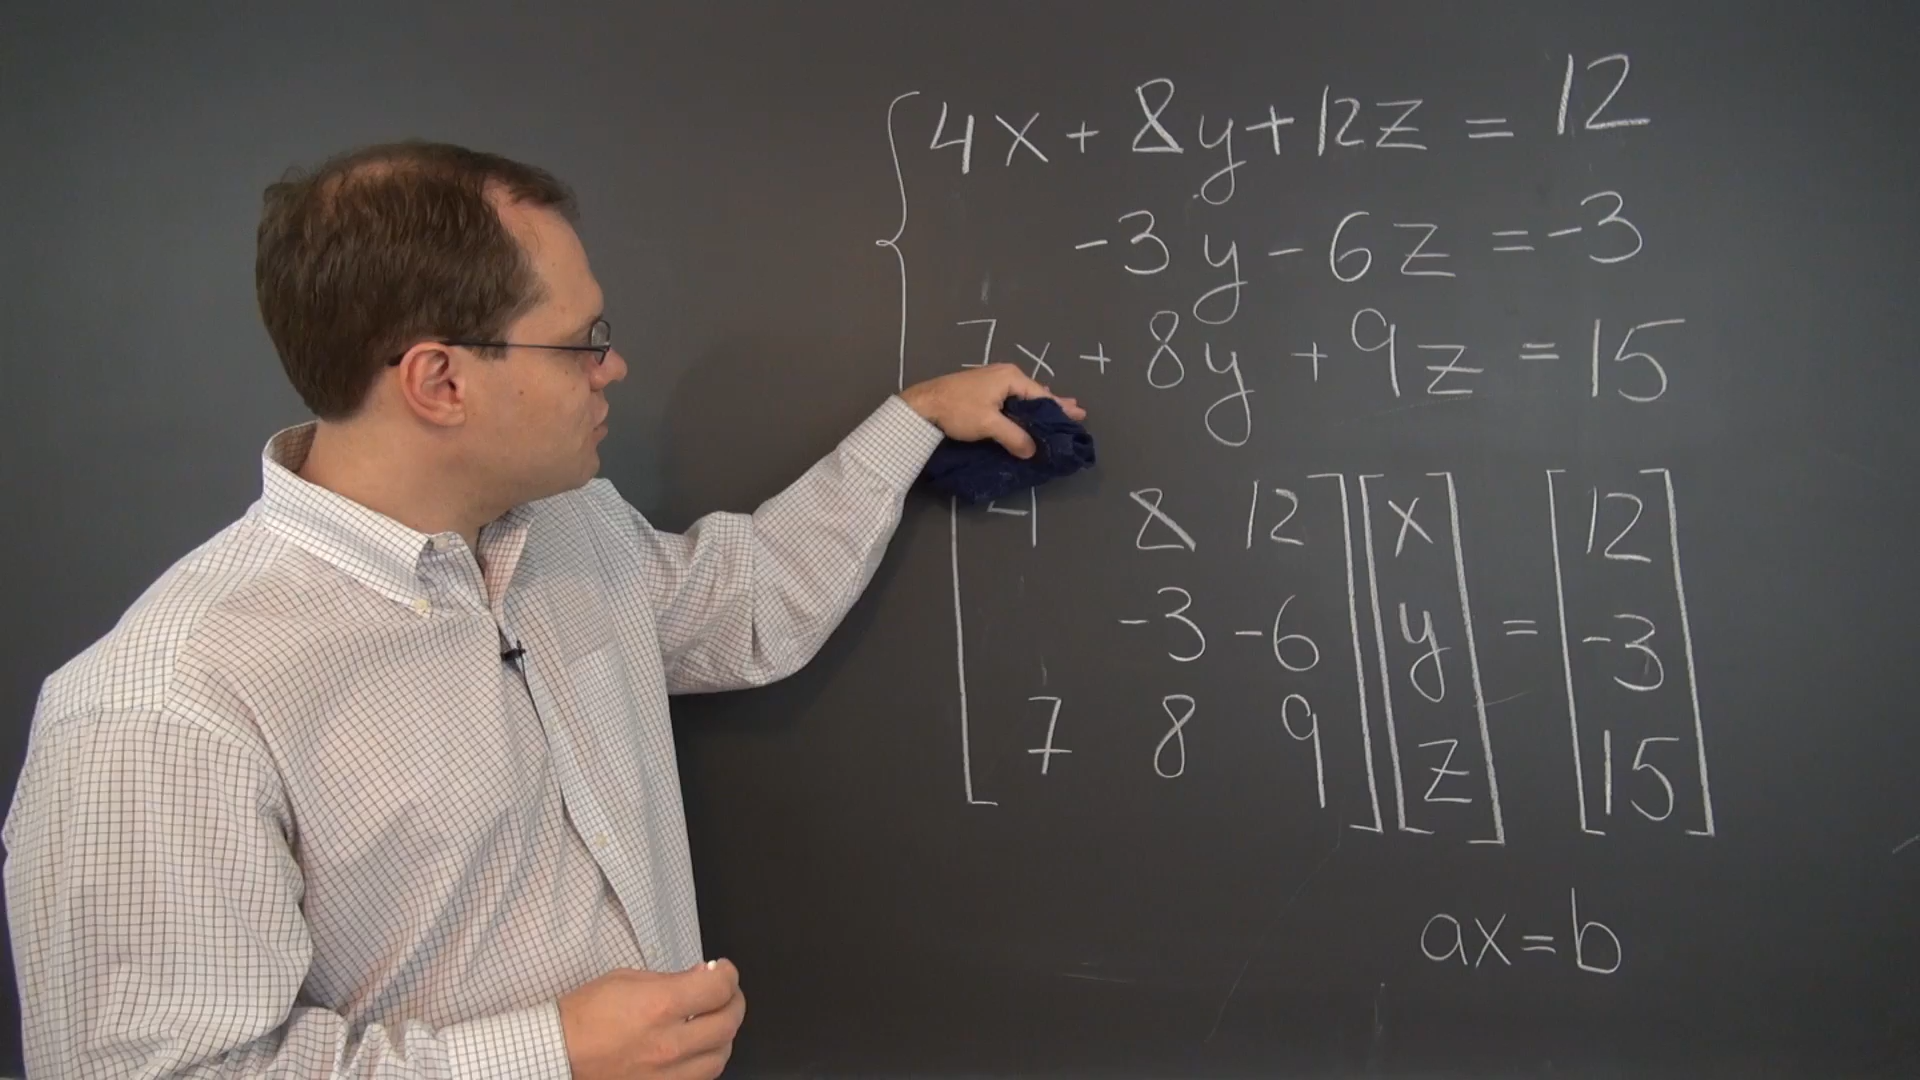 4x + 8y + 12z = 12
-3y - 6z = -3
7x + 8y + 9z = 15
4 8 12 x 12
-3 -6 y = -3
7 8 9 z 15
ax = b